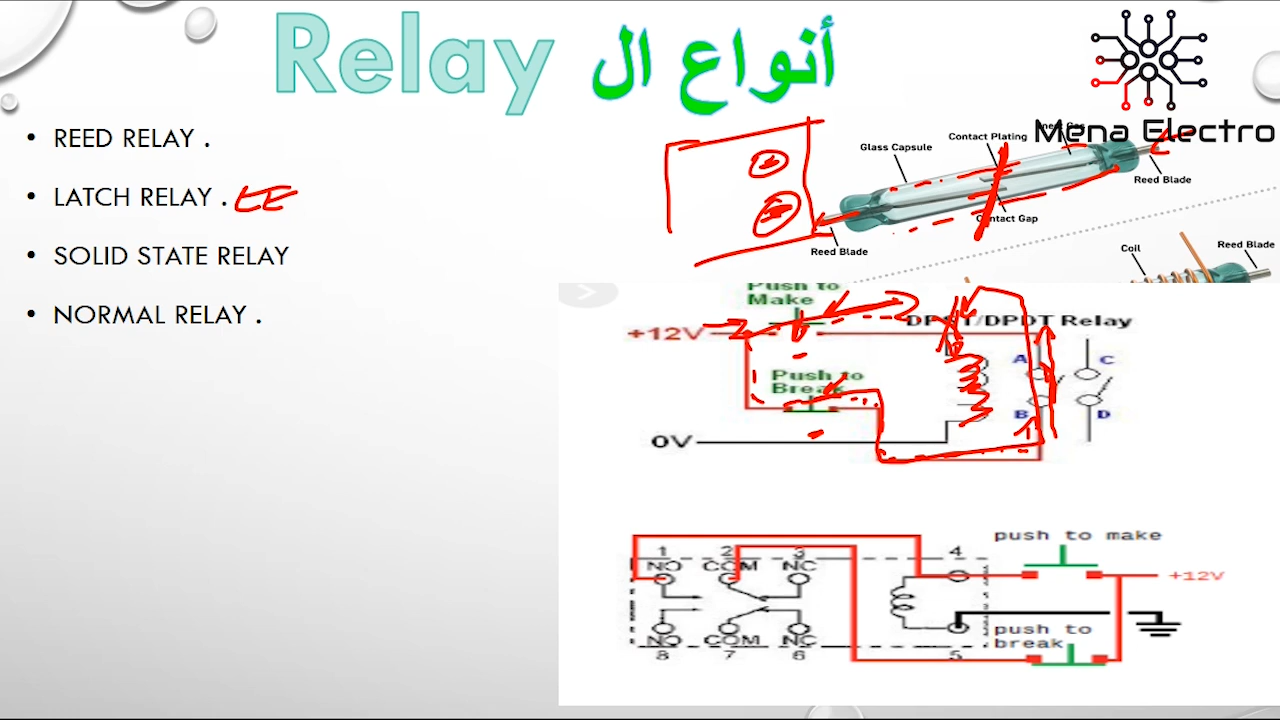 أنواع ال Relay
Mena Electro
• REED RELAY .
• LATCH RELAY .
• SOLID STATE RELAY
• NORMAL RELAY .
Glass Capsule
Contact Plating
Reed Blade
Contact Gap
Reed Blade
Coil
Reed Blade
Push to
Make
DPST/DPDT Relay
+12V
A C
Push to
Break
B D
0V
push to make
1 2 3 4
NO COM NC
+12V
push to
break
NO COM NC
8 7 6 5